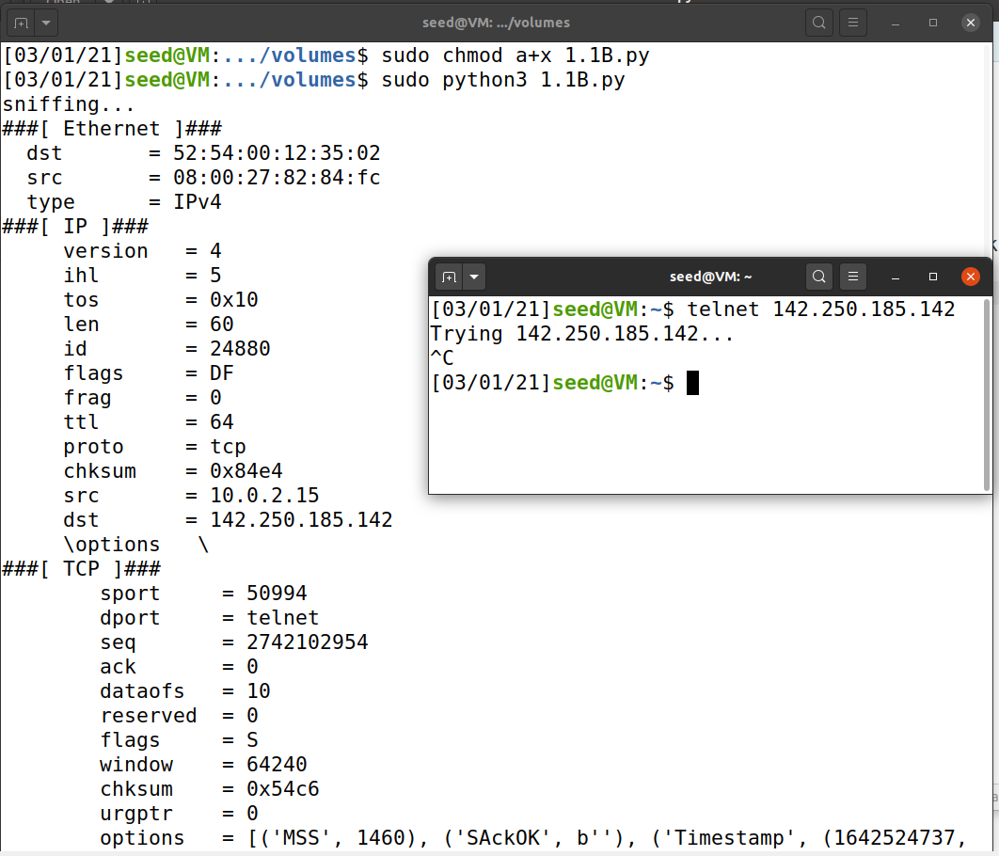 seed@VM: .../volumes
[03/01/21]seed@VM:.../volumes$ sudo chmod a+x 1.1B.py
[03/01/21]seed@VM:.../volumes$ sudo python3 1.1B.py
sniffing...
###[ Ethernet ]###
  dst       = 52:54:00:12:35:02
  src       = 08:00:27:82:84:fc
  type      = IPv4
###[ IP ]###
     version   = 4
     ihl       = 5
     tos       = 0x10
     len       = 60
     id        = 24880
     flags     = DF
     frag      = 0
     ttl       = 64
     proto     = tcp
     chksum    = 0x84e4
     src       = 10.0.2.15
     dst       = 142.250.185.142
     \options   \
###[ TCP ]###
        sport     = 50994
        dport     = telnet
        seq       = 2742102954
        ack       = 0
        dataofs   = 10
        reserved  = 0
        flags     = S
        window    = 64240
        chksum    = 0x54c6
        urgptr    = 0
        options   = [('MSS', 1460), ('SAckOK', b''), ('Timestamp', (1642524737,
seed@VM: ~
[03/01/21]seed@VM:~$ telnet 142.250.185.142
Trying 142.250.185.142...
^C
[03/01/21]seed@VM:~$